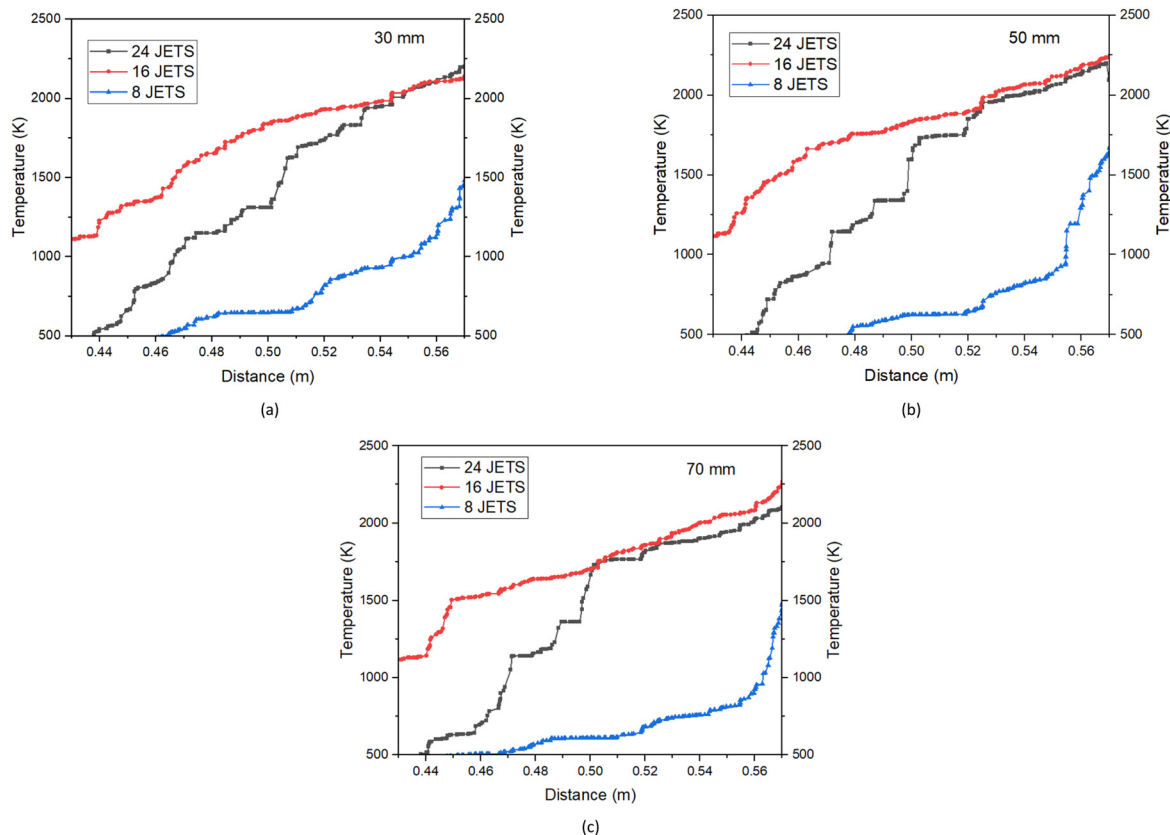 2500 2500
24 JETS 30 mm
16 JETS
8 JETS
2000 2000
1500 1500
1000 1000
500 500
Temperature (K)
Temperature (K)
0.44 0.46 0.48 0.50 0.52 0.54 0.56
Distance (m)
(a)
2500 2500
24 JETS 50 mm
16 JETS
8 JETS
2000 2000
1500 1500
1000 1000
500 500
Temperature (K)
Temperature (K)
0.44 0.46 0.48 0.50 0.52 0.54 0.56
Distance (m)
(b)
2500 2500
24 JETS 70 mm
16 JETS
8 JETS
2000 2000
1500 1500
1000 1000
500 500
Temperature (K)
Temperature (K)
0.44 0.46 0.48 0.50 0.52 0.54 0.56
Distance (m)
(c)